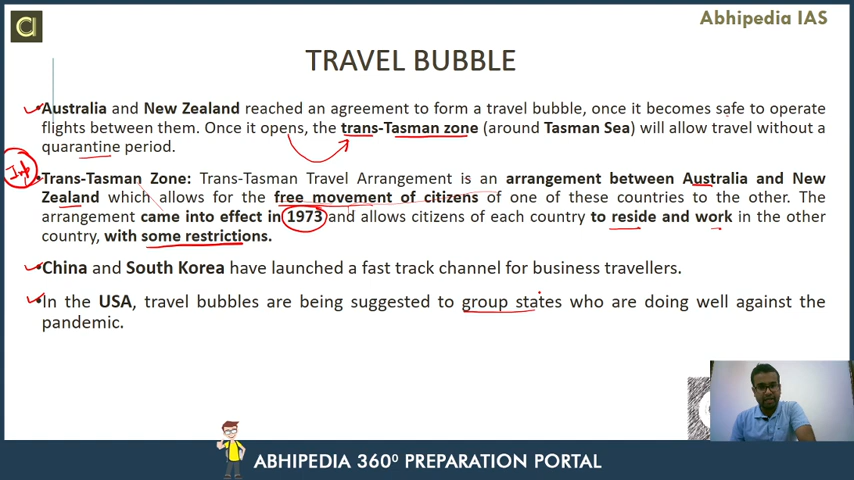 Abhipedia IAS
TRAVEL BUBBLE
•Australia and New Zealand reached an agreement to form a travel bubble, once it becomes safe to operate
flights between them. Once it opens, the trans-Tasman zone (around Tasman Sea) will allow travel without a
quarantine period.
Imp
•Trans-Tasman Zone: Trans-Tasman Travel Arrangement is an arrangement between Australia and New
Zealand which allows for the free movement of citizens of one of these countries to the other. The
arrangement came into effect in 1973 and allows citizens of each country to reside and work in the other
country, with some restrictions.
•China and South Korea have launched a fast track channel for business travellers.
•In the USA, travel bubbles are being suggested to group states who are doing well against the
pandemic.
ABHIPEDIA 360⁰ PREPARATION PORTAL